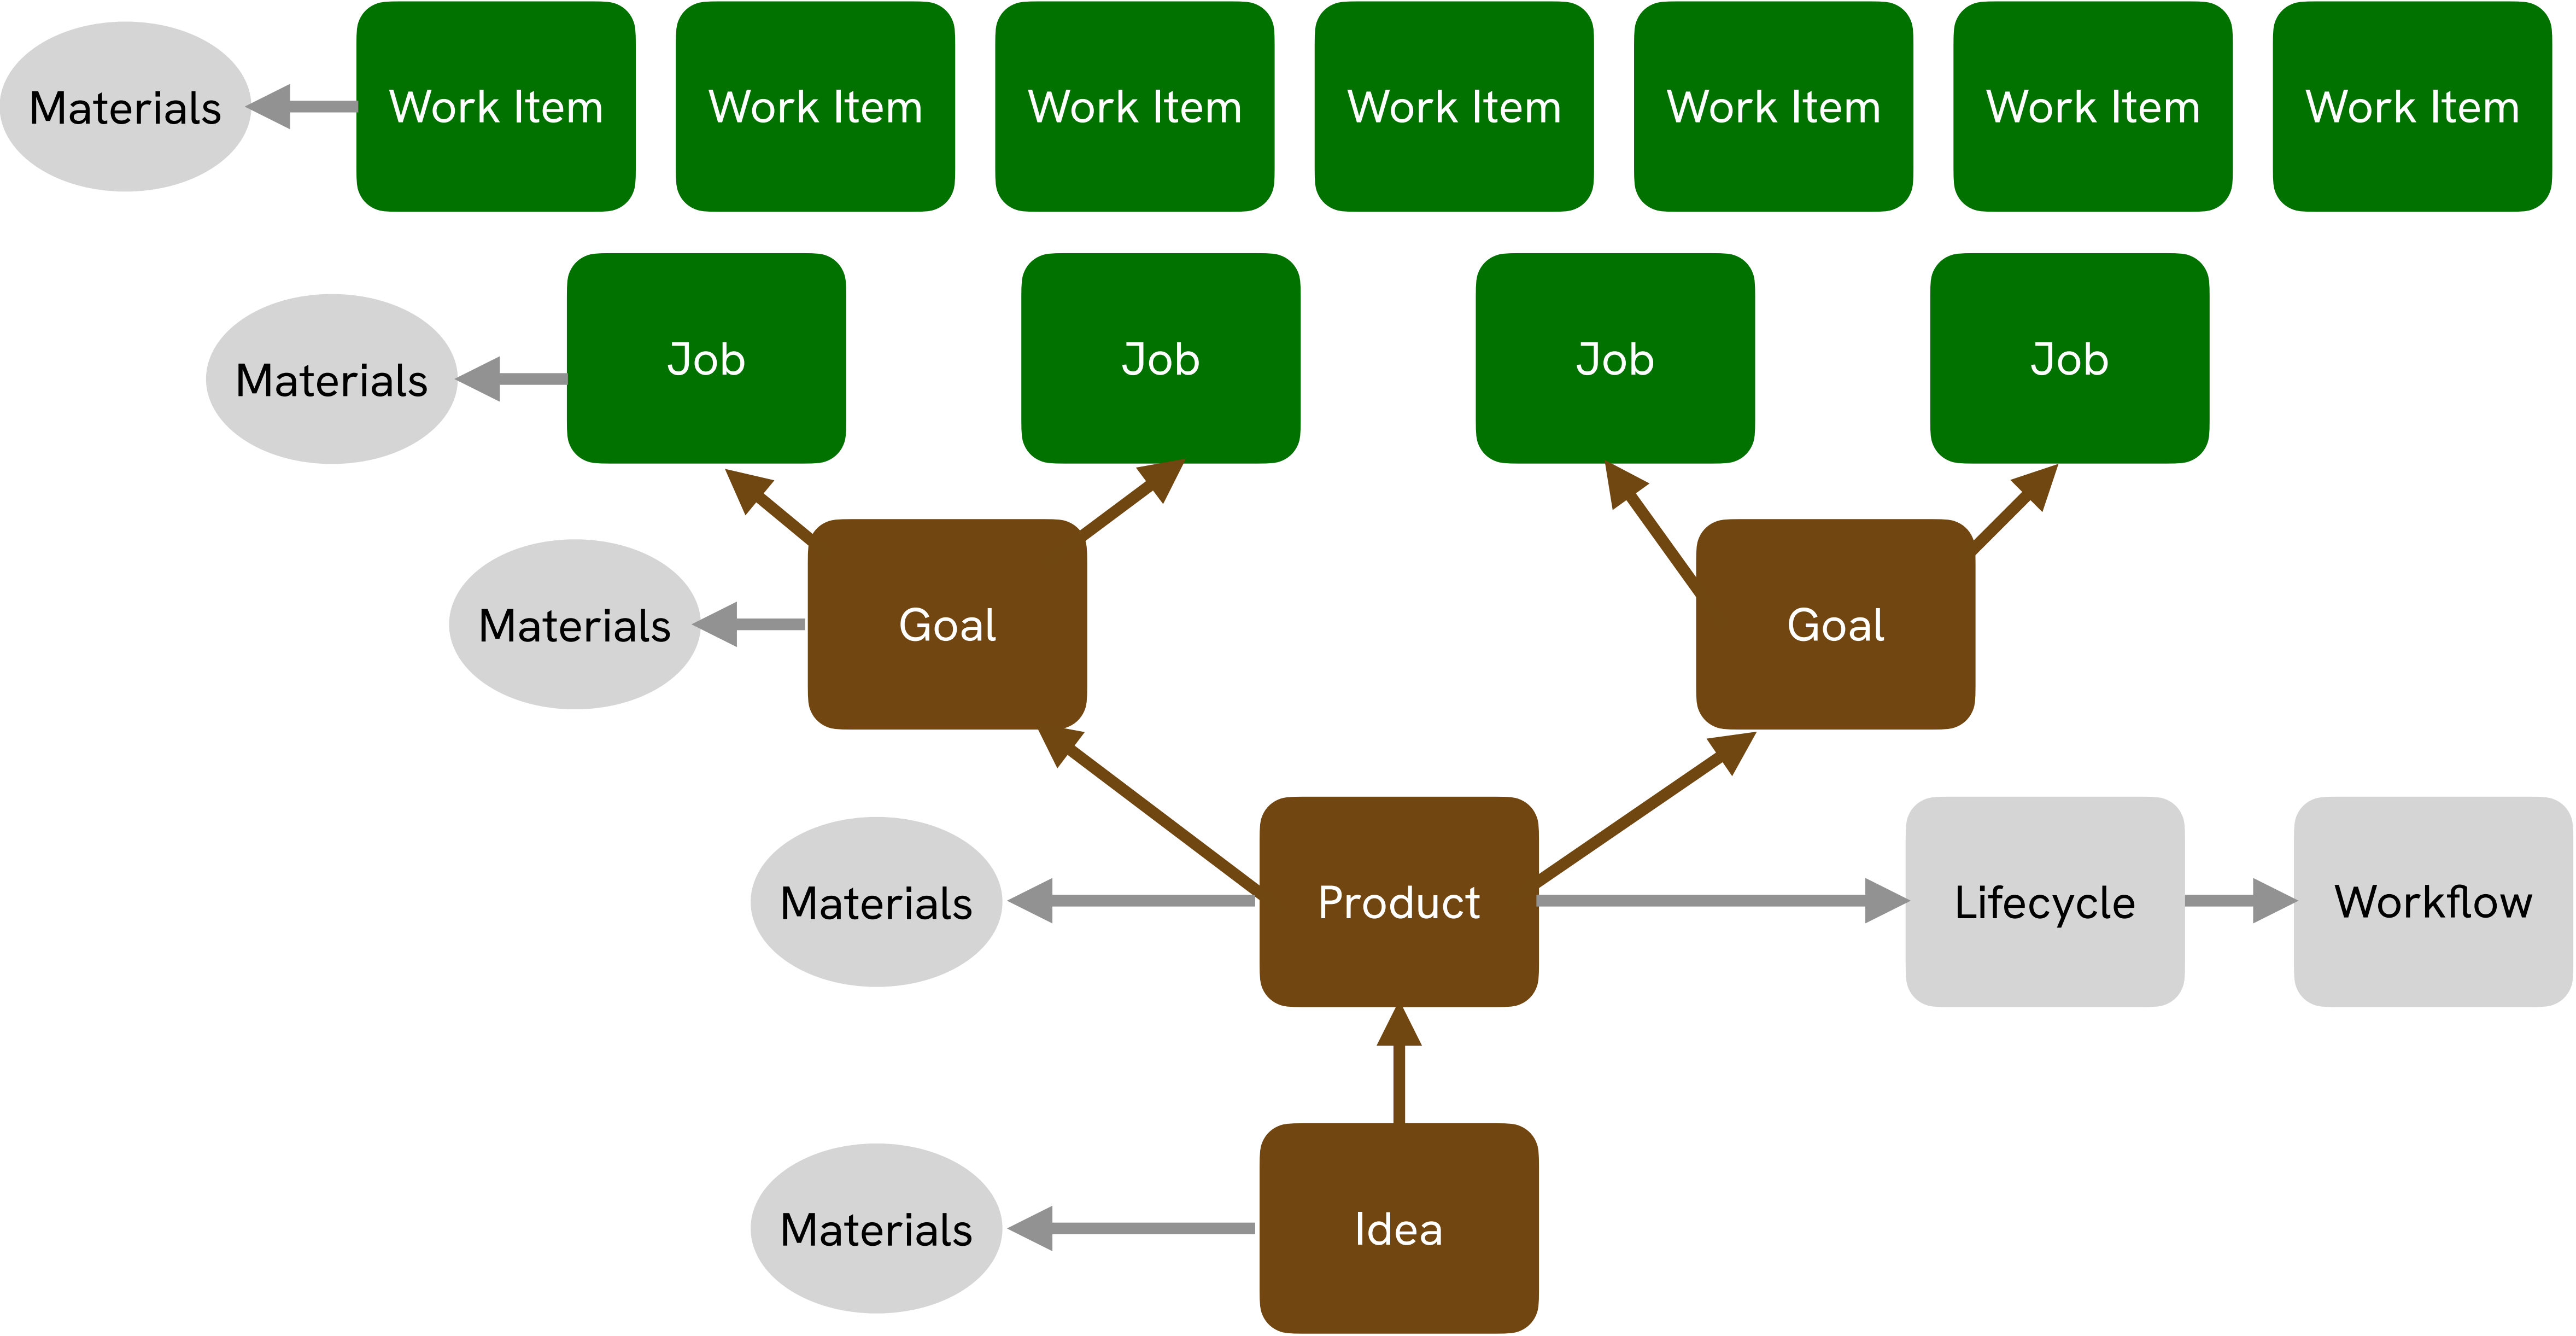 Materials
Work Item
Work Item
Work Item
Work Item
Work Item
Work Item
Work Item
Materials
Job
Job
Job
Job
Materials
Goal
Goal
Materials
Product
Lifecycle
Workflow
Materials
Idea